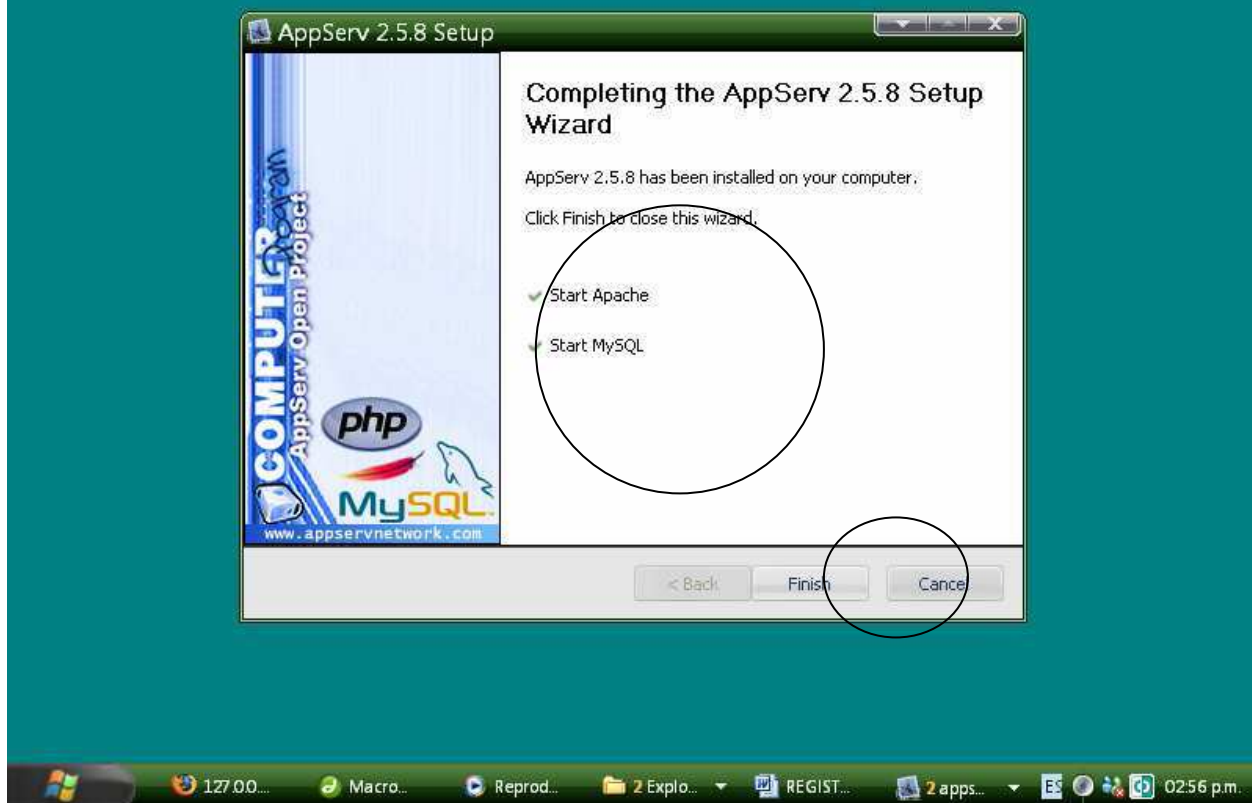 AppServ 2.5.8 Setup
Completing the AppServ 2.5.8 Setup
Wizard
AppServ 2.5.8 has been installed on your computer.
Click Finish to close this wizard.
Start Apache
Start MySQL
COMPUTER
Program
AppServ Open Project
php
MySQL
www.appservnetwork.com
< Back
Finish
Cancel
127.0.0....
Macro...
Reprod...
2 Explo...
REGIST...
2 apps...
ES
02:56 p.m.